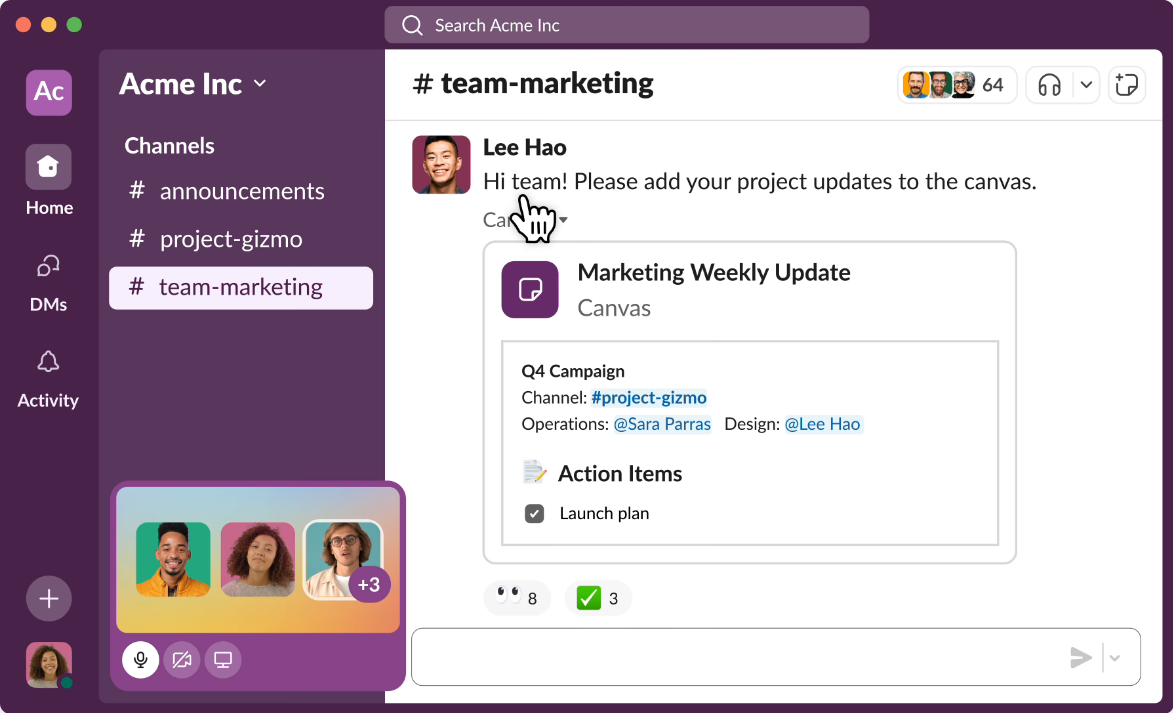 Search Acme Inc
Ac
Home
DMs
Activity
Acme Inc
Channels
# announcements
# project-gizmo
# team-marketing
+3
# team-marketing
64
Lee Hao
Hi team! Please add your project updates to the canvas.
Marketing Weekly Update
Canvas
Q4 Campaign
Channel: #project-gizmo
Operations: @Sara Parras Design: @Lee Hao
Action Items
Launch plan
8
3